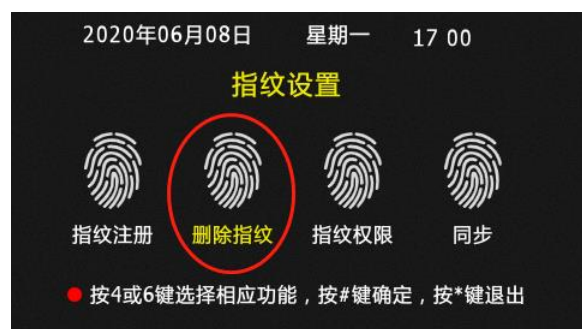 2020年06月08日 星期一 17 00
指纹设置
指纹注册 删除指纹 指纹权限 同步
按4或6键选择相应功能，按#键确定，按*键退出